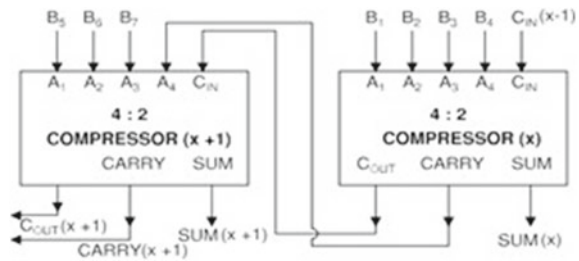 B5 B6 B7 B1 B2 B3 B4 CIN(x-1)
A1 A2 A3 A4 CIN A1 A2 A3 A4 CIN
4 : 2 4 : 2
COMPRESSOR (x +1) COMPRESSOR (x)
CARRY SUM COUT CARRY SUM
COUT(x +1) SUM(x +1) SUM(x)
CARRY(x+1)